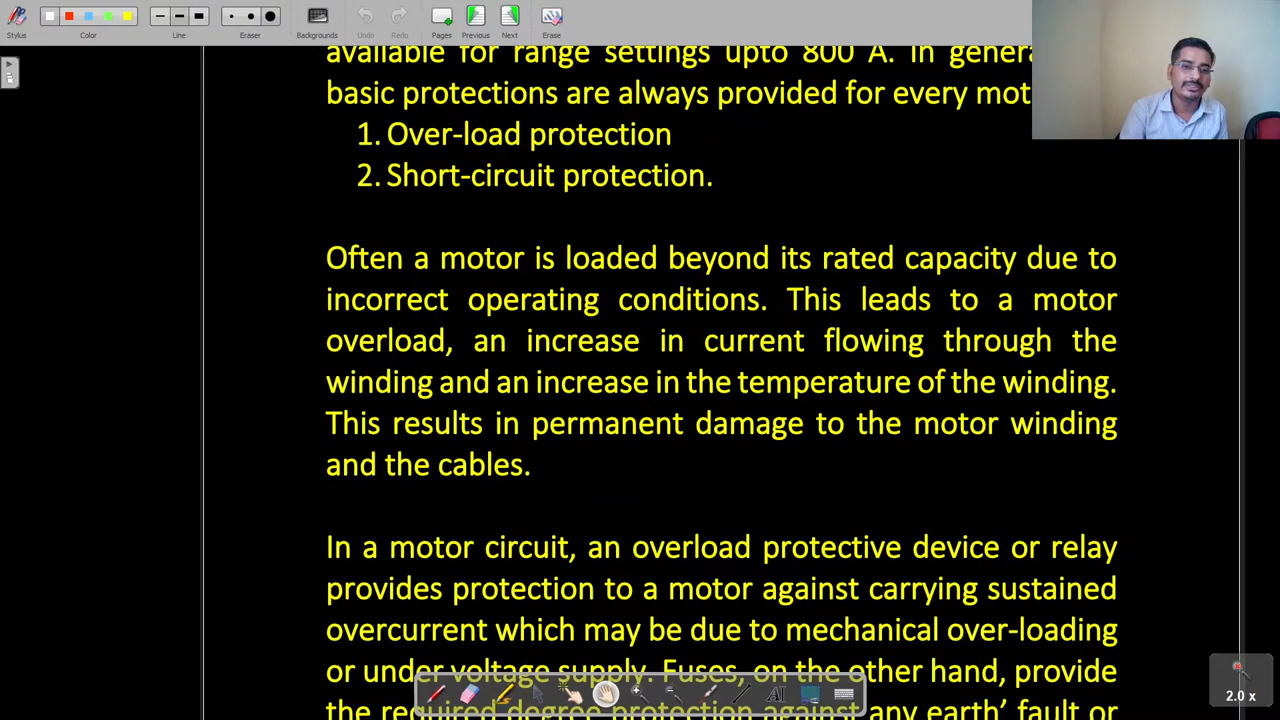 Stylus
Color
Line
Eraser
Backgrounds
Undo
Redo
Pages
Previous
Next
Erase
available for range settings upto 800 A. In
basic protections are always provided for every
1. Over-load protection
2. Short-circuit protection.
Often a motor is loaded beyond its rated capacity due to
incorrect operating conditions. This leads to a motor
overload, an increase in current flowing through the
winding and an increase in the temperature of the winding.
This results in permanent damage to the motor winding
and the cables.
In a motor circuit, an overload protective device or relay
provides protection to a motor against carrying sustained
overcurrent which may be due to mechanical over-loading
or under voltage supply. Fuses, on the other hand, provide
the required degree protection against any earth’ fault or
2.0 x